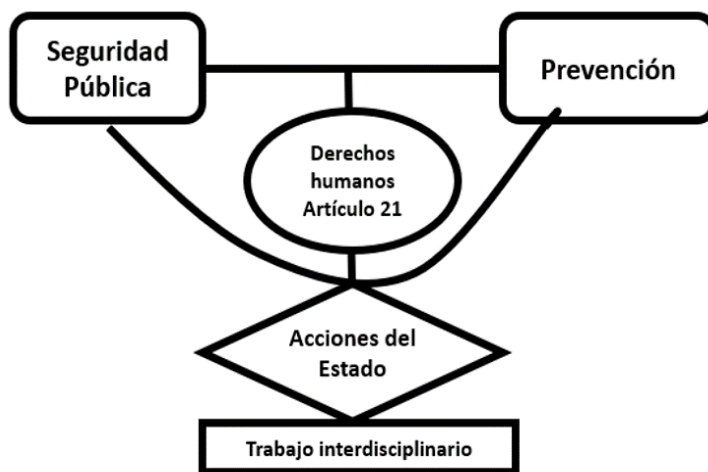 Seguridad
Pública
Prevención
Derechos
humanos
Artículo 21
Acciones del
Estado
Trabajo interdisciplinario